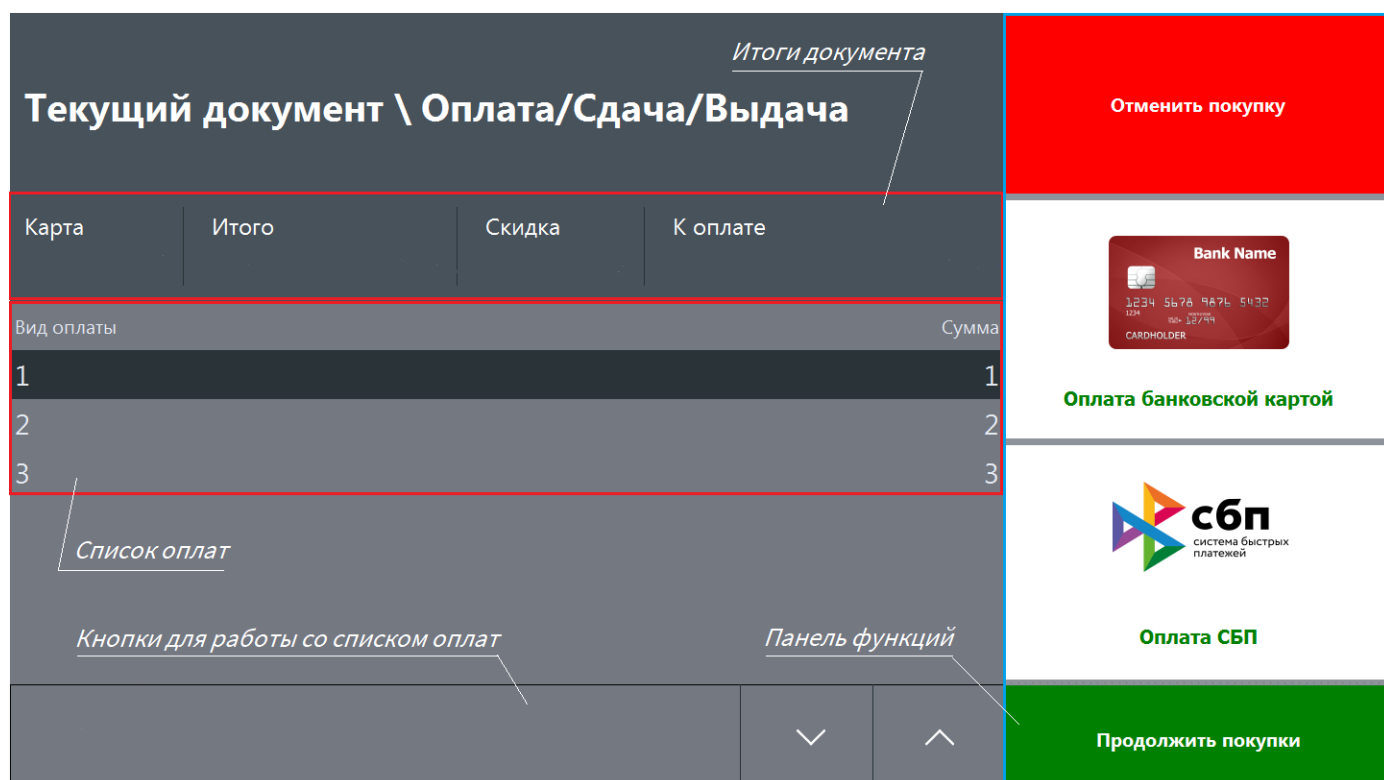 Итоги документа
Текущий документ \ Оплата/Сдача/Выдача
Карта
Итого
Скидка
К оплате
Вид оплаты
Сумма
1
1
2
2
3
3
Список оплат
Кнопки для работы со списком оплат
Панель функций
Отменить покупку
Bank Name
1234 5678 9876 5432
1234
12/99
CARDHOLDER
Оплата банковской картой
сбп
система быстрых
платежей
Оплата СБП
Продолжить покупки